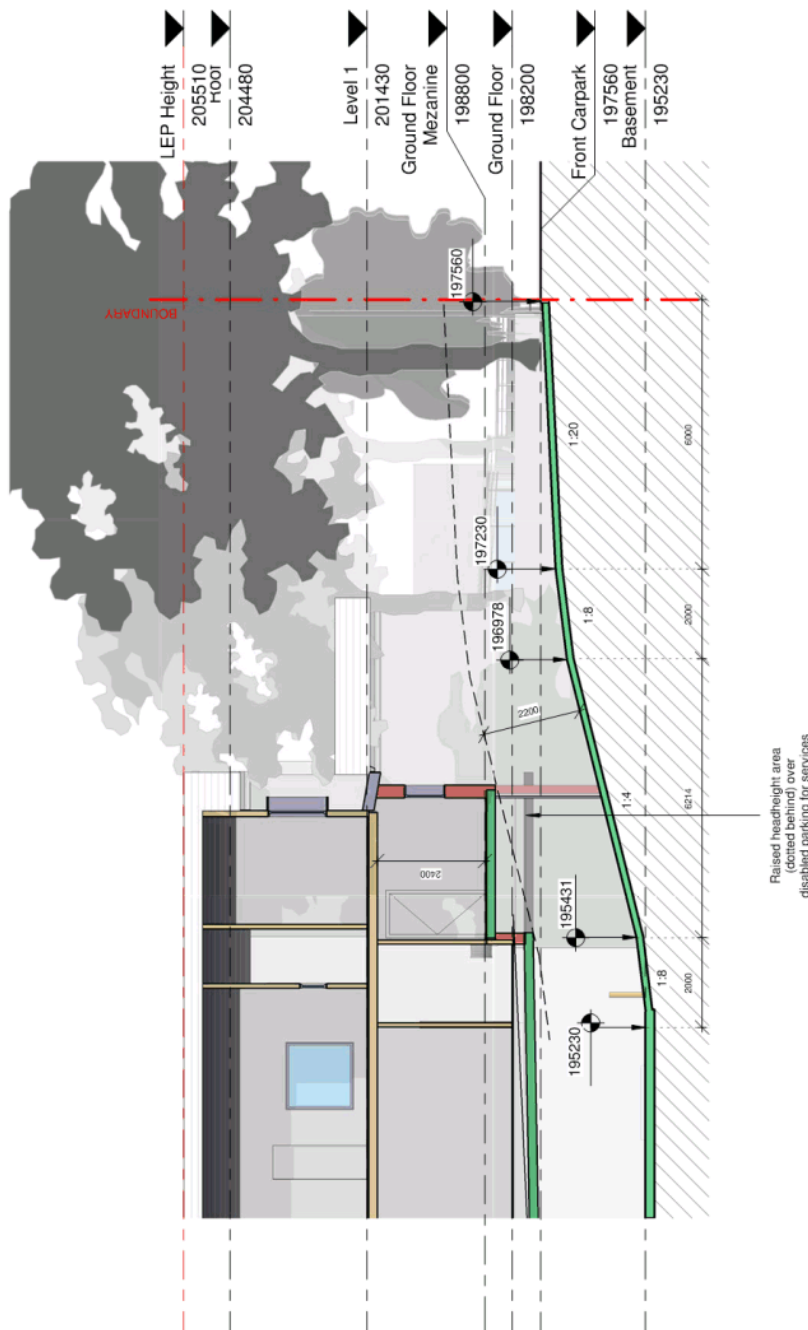 LEP Height
205510
Roof
204480
Level 1
201430
Ground Floor
Mezanine
198800
Ground Floor
198200
Front Carpark
197560
Basement
195230
BOUNDARY
197560
197230
196978
195431
195230
1:20
1:8
1:4
1:8
2200
2400
6000
2000
6214
2000
Raised headheight area
(dotted behind) over
disabled parking for services